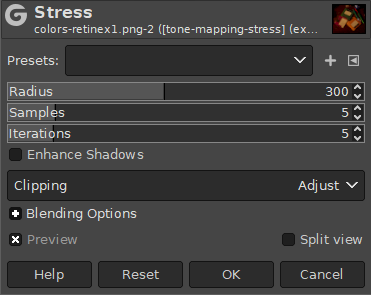 Stress
colors-retinex1.png-2 ([tone-mapping-stress] (ex…
Presets:
Radius 300
Samples 5
Iterations 5
Enhance Shadows
Clipping Adjust
Blending Options
Preview Split view
Help Reset OK Cancel